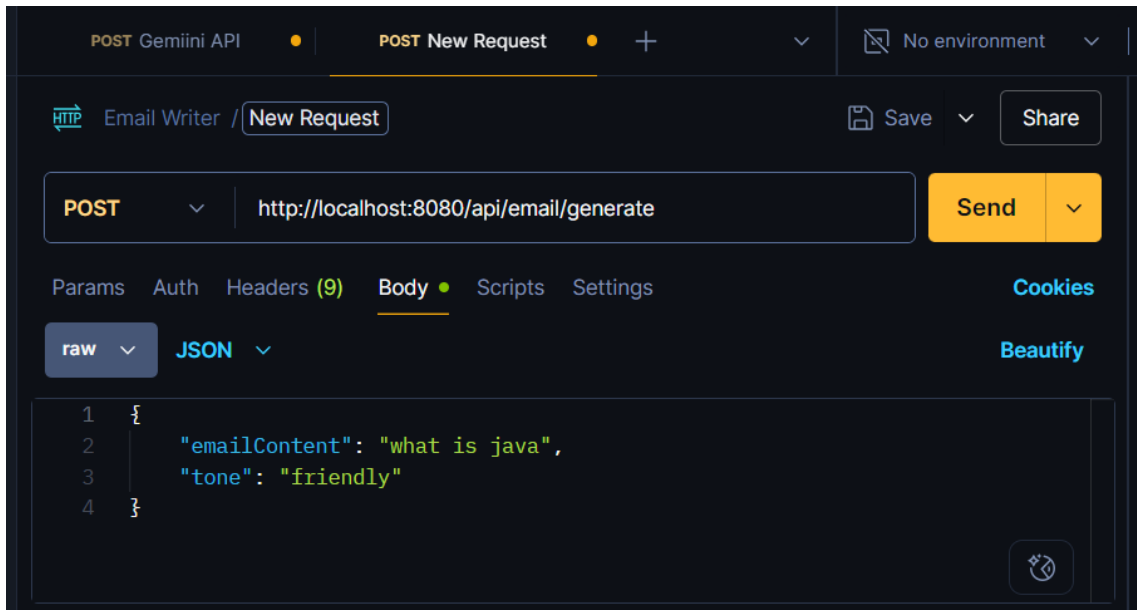 POST Gemiini API POST New Request + No environment
HTTP Email Writer / New Request Save Share
POST http://localhost:8080/api/email/generate Send
Params Auth Headers (9) Body Scripts Settings Cookies
raw JSON Beautify
1 {
2 "emailContent": "what is java",
3 "tone": "friendly"
4 }